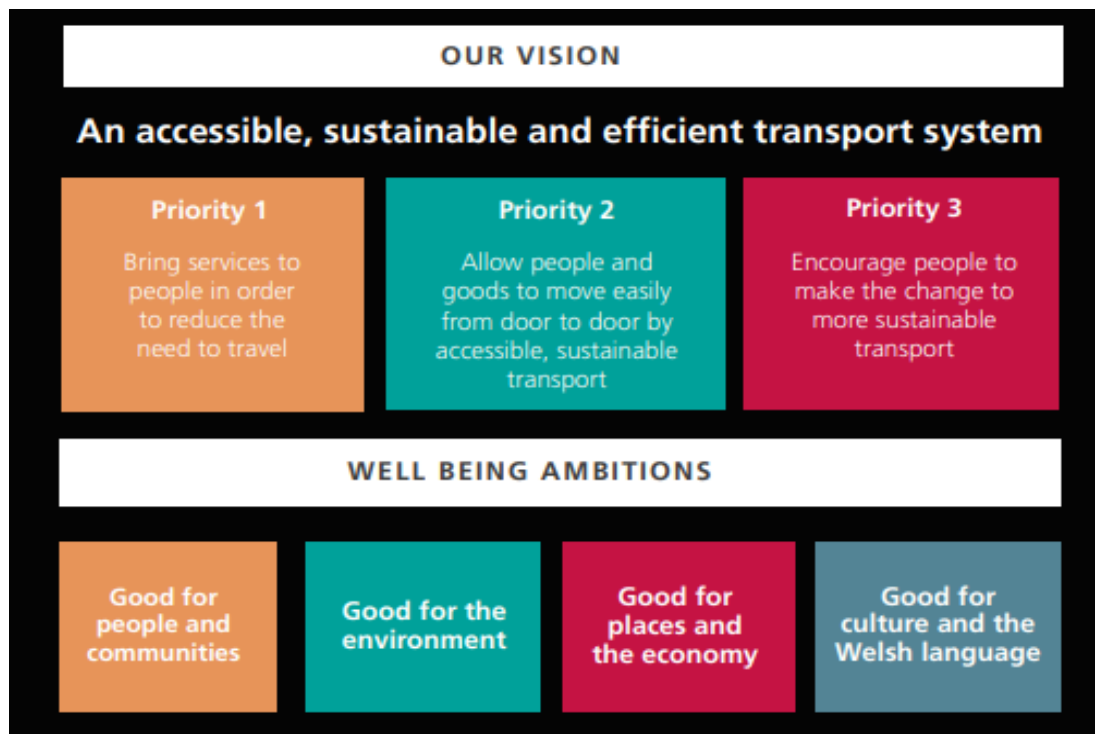 OUR VISION
An accessible, sustainable and efficient transport system
Priority 1
Bring services to
people in order
to reduce the
need to travel
Priority 2
Allow people and
goods to move easily
from door to door by
accessible, sustainable
transport
Priority 3
Encourage people to
make the change to
more sustainable
transport
WELL BEING AMBITIONS
Good for
people and
communities
Good for the
environment
Good for
places and
the economy
Good for
culture and the
Welsh language